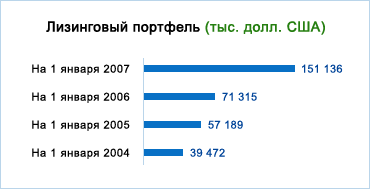 Лизинговый портфель (тыс. долл. США)
На 1 января 2007 151 136
На 1 января 2006 71 315
На 1 января 2005 57 189
На 1 января 2004 39 472